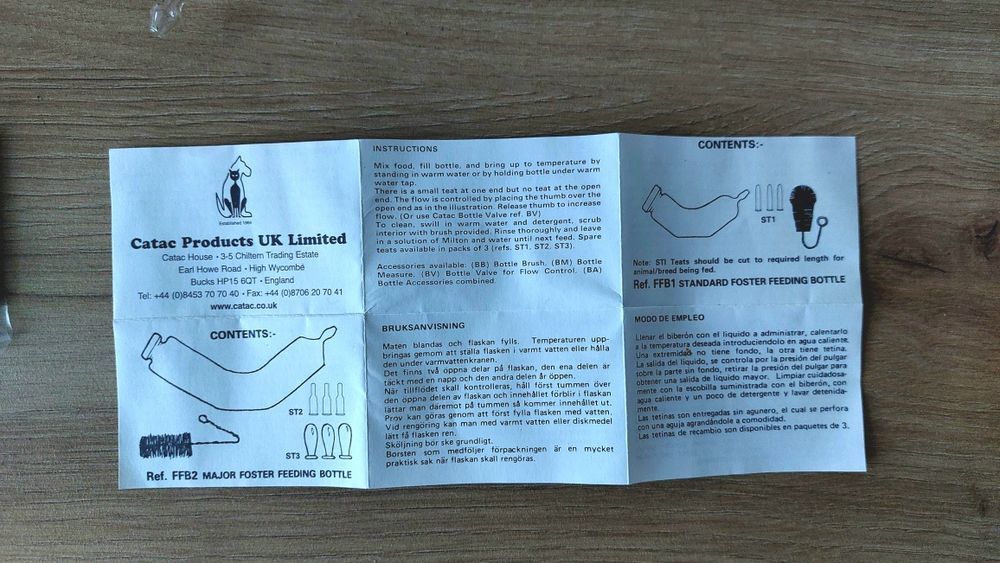 Established 1964
Catac Products UK Limited
Catac House • 3-5 Chiltern Trading Estate
Earl Howe Road • High Wycombé
Bucks HP15 6QT • England
Tel: +44 (0)8453 70 70 40 • Fax: +44 (0)8706 20 70 41
www.catac.co.uk
CONTENTS:-
ST2
ST3
Ref. FFB2 MAJOR FOSTER FEEDING BOTTLE
INSTRUCTIONS
Mix food, fill bottle, and bring up to temperature by
standing in warm water or by holding bottle under warm
water tap.
There is a small teat at one end but no teat at the open
end. The flow is controlled by placing the thumb over the
open end as in the illustration. Release thumb to increase
flow. (Or use Catac Bottle Valve ref. BV)
To clean, swill in warm water and detergent, scrub
interior with brush provided. Rinse thoroughly and leave
in a solution of Milton and water until next feed. Spare
teats available in packs of 3 (refs. ST1, ST2, ST3).
Accessories available: (BB) Bottle Brush, (BM) Bottle
Measure, (BV) Bottle Valve for Flow Control, (BA)
Bottle Accessories combined.
BRUKSANVISNING
Maten blandas och flaskan fylls. Temperaturen upp-
bringas genom att ställa flasken i varmt vatten eller hålla
den under varmvattenkranen.
Det finns två öppna delar på flaskan, den ena delen är
täckt med en napp och den andra delen är öppen.
När tillflödet skall kontrolleras, håll först tummen över
den öppna delen av flaskan och innehållet förblir i flaskan
lättar man däremot på tummen så kommer innehållet ut.
Prov kan göras genom att först fylla flasken med vatten.
Vid rengöring kan man med varmt vatten eller diskmedel
lätt få flasken ren.
Sköljning bör ske grundligt.
Borsten som medföljer förpackningen är en mycket
praktisk sak när flaskan skall rengöras.
CONTENTS:-
ST1
Note: ST1 Teats should be cut to required length for
animal/breed being fed.
Ref. FFB1 STANDARD FOSTER FEEDING BOTTLE
MODO DE EMPLEO
Llenar el biberón con el liquido a administrar, calentarlo
a la temperatura deseada introduciendolo en agua caliente.
Una extremidad no tiene fondo, la otra tiene tetina.
La salida del liquido, se controla por la presión del pulgar
sobre la parte sin fondo, retirar la presión del pulgar para
obtener una salida de liquido mayor. Limpiar cuidadosa-
mente con la escobilla suministrada con el biberón, con
agua caliente y un poco de detergente y lavar detenida-
mente.
Las tetinas son entregadas sin agunero, el cual se perfora
con una aguja agrandándole a comodidad.
Las tetinas de recambio son disponibles en paquetes de 3.